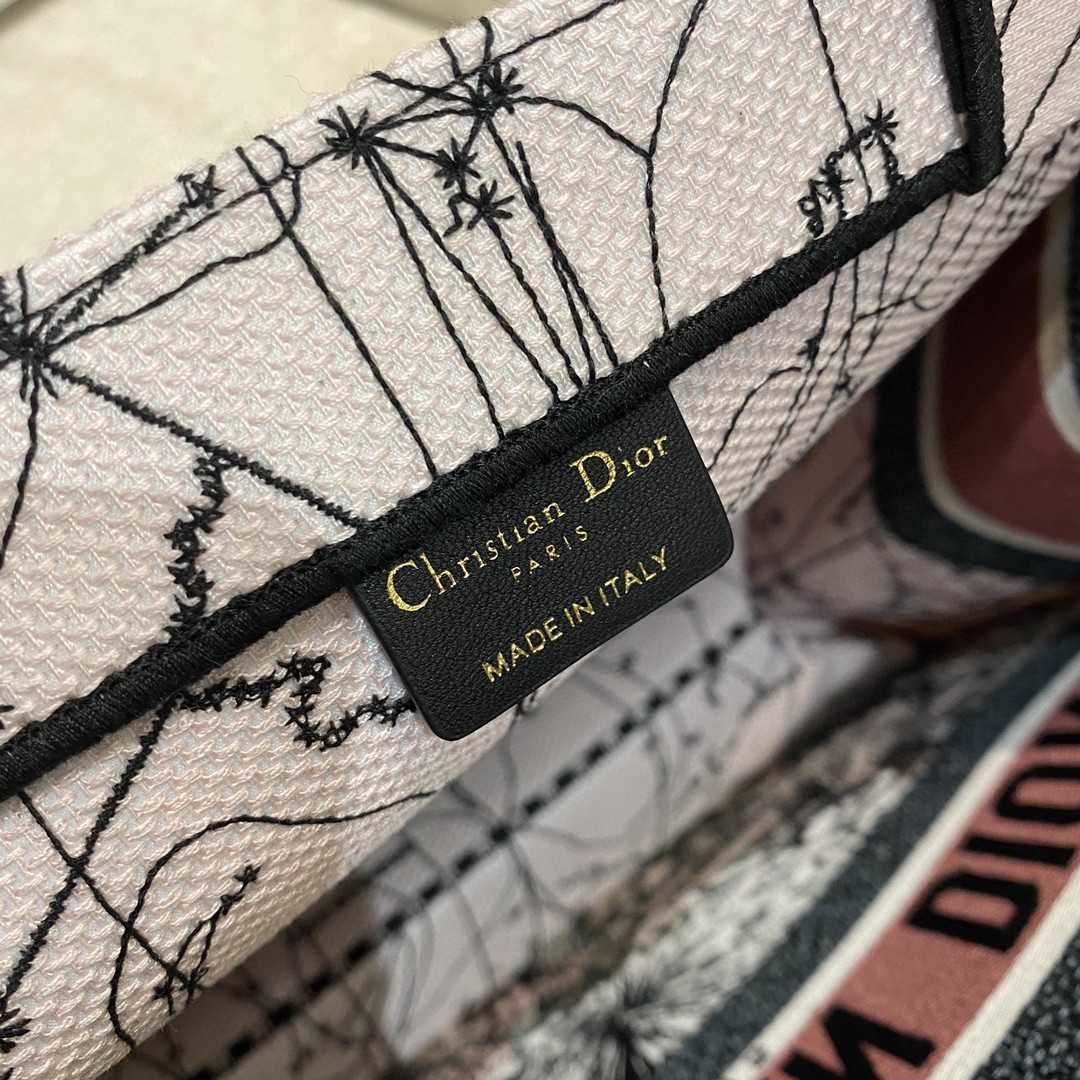 Christian Dior
PARIS
MADE IN ITALY
N DIOR